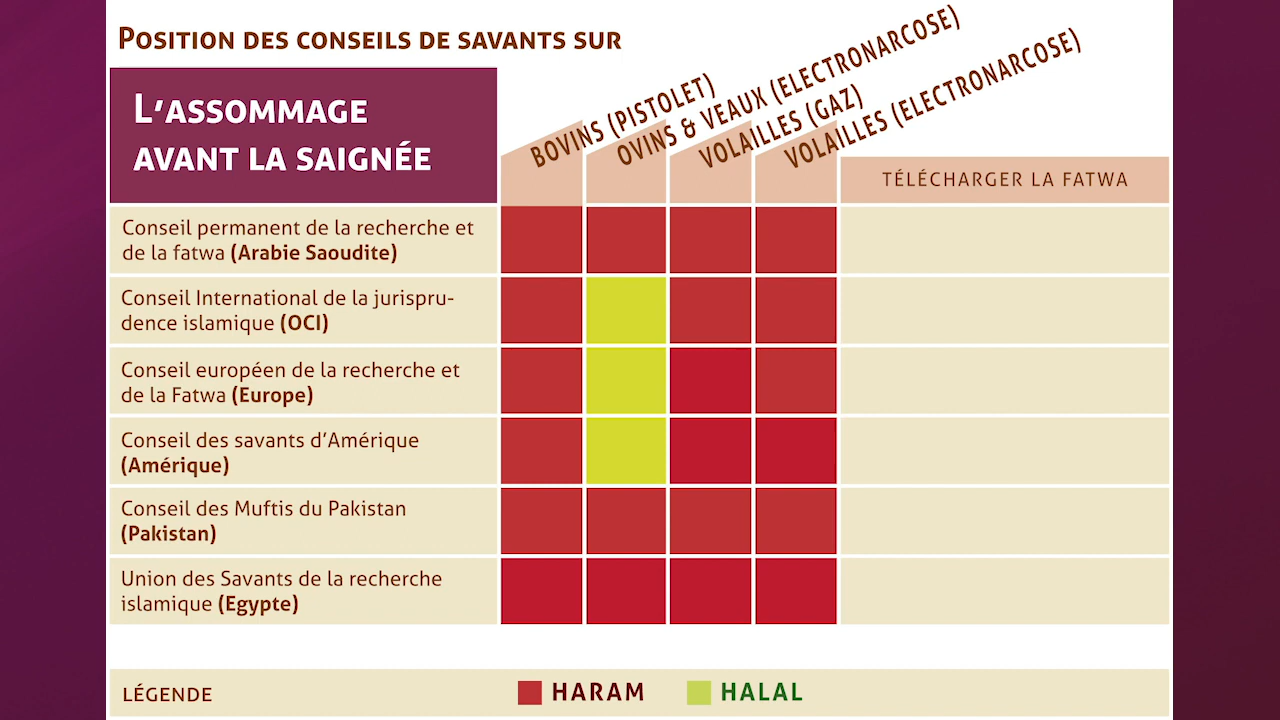 POSITION DES CONSEILS DE SAVANTS SUR
L'ASSOMMAGE
AVANT LA SAIGNÉE
BOVINS (PISTOLET)
OVINS & VEAUX (ELECTRONARCOSE)
VOLAILLES (GAZ)
VOLAILLES (ELECTRONARCOSE)
TÉLÉCHARGER LA FATWA
Conseil permanent de la recherche et
de la fatwa (Arabie Saoudite)
Conseil International de la jurispru-
dence islamique (OCI)
Conseil européen de la recherche et
de la Fatwa (Europe)
Conseil des savants d'Amérique
(Amérique)
Conseil des Muftis du Pakistan
(Pakistan)
Union des Savants de la recherche
islamique (Egypte)
LÉGENDE HARAM HALAL